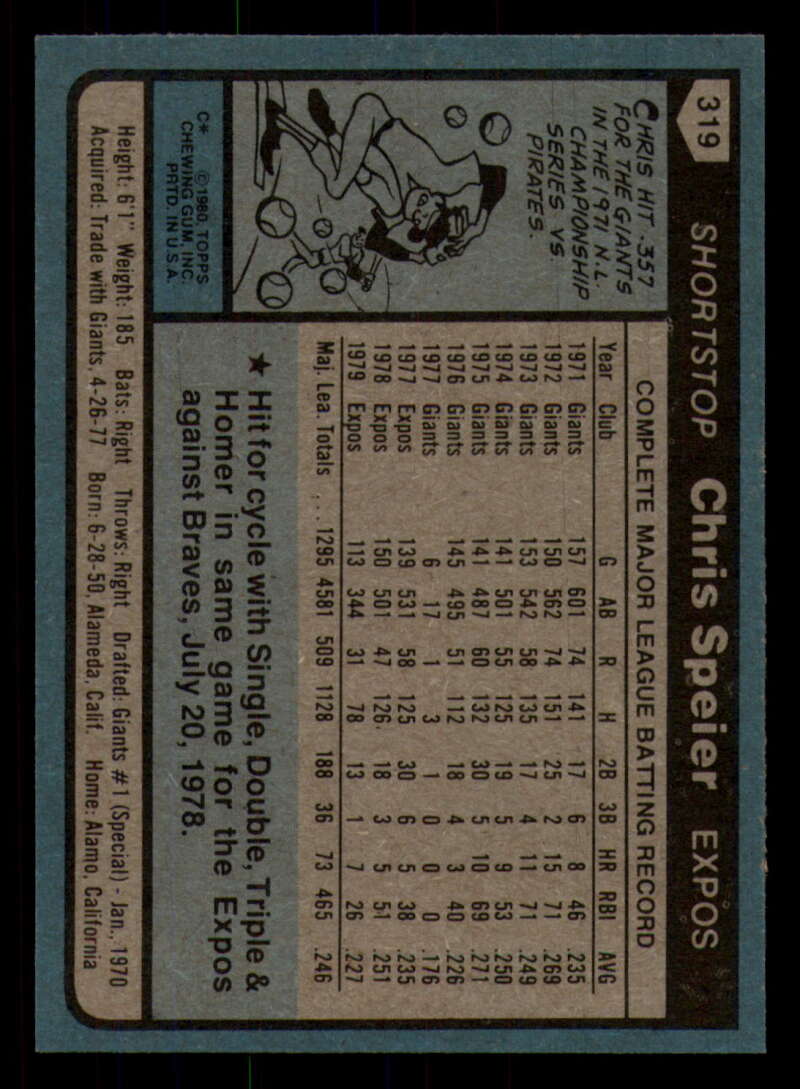 319
SHORTSTOP Chris Speier EXPOS
CHRIS HIT .357
FOR THE GIANTS
IN THE 1971 N.L.
CHAMPIONSHIP
SERIES VS
PIRATES.
C* ©1980 TOPPS
CHEWING GUM, INC.
PRTD. IN U.S.A.
COMPLETE MAJOR LEAGUE BATTING RECORD
Year Club G AB R H 2B 3B HR RBI AVG
1971 Giants 157 601 74 141 17 6 8 46 .235
1972 Giants 150 562 74 151 25 2 15 71 .269
1973 Giants 153 542 58 135 17 4 11 71 .249
1974 Giants 141 501 55 125 19 5 9 53 .250
1975 Giants 141 487 60 132 30 5 10 69 .271
1976 Giants 145 495 51 112 18 4 3 40 .226
1977 Giants 6 17 1 3 1 0 0 0 .176
1977 Expos 139 531 58 125 30 6 5 38 .235
1978 Expos 150 501 47 126 18 3 5 51 .251
1979 Expos 113 344 31 78 13 1 7 26 .227
Maj. Lea. Totals ... 1295 4581 509 1128 188 36 73 465 .246
★ Hit for cycle with Single, Double, Triple &
Homer in same game for the Expos
against Braves, July 20, 1978.
Height: 6'1" Weight: 185 Bats: Right Throws: Right Drafted: Giants #1 (Special) - Jan., 1970
Acquired: Trade with Giants, 4-26-77 Born: 6-28-50, Alameda, Calif. Home: Alamo, California